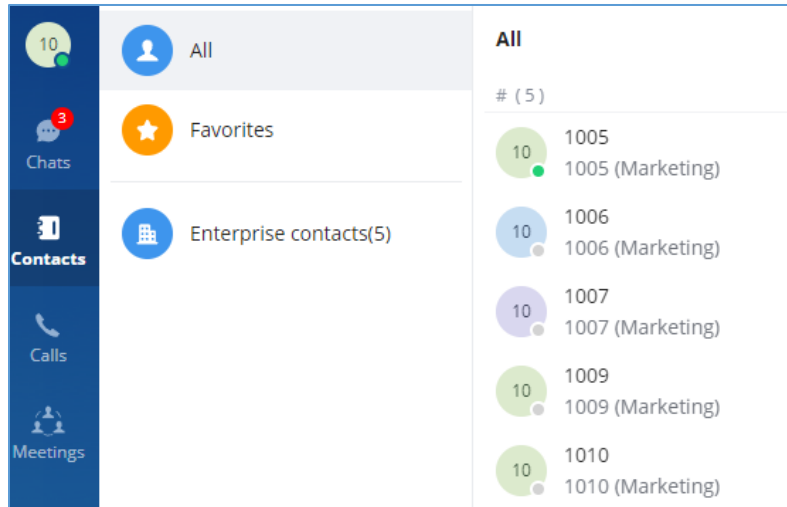 10
3
Chats
Contacts
Calls
Meetings
All
Favorites
Enterprise contacts(5)
All
# ( 5 )
10
1005
1005 (Marketing)
10
1006
1006 (Marketing)
10
1007
1007 (Marketing)
10
1009
1009 (Marketing)
10
1010
1010 (Marketing)